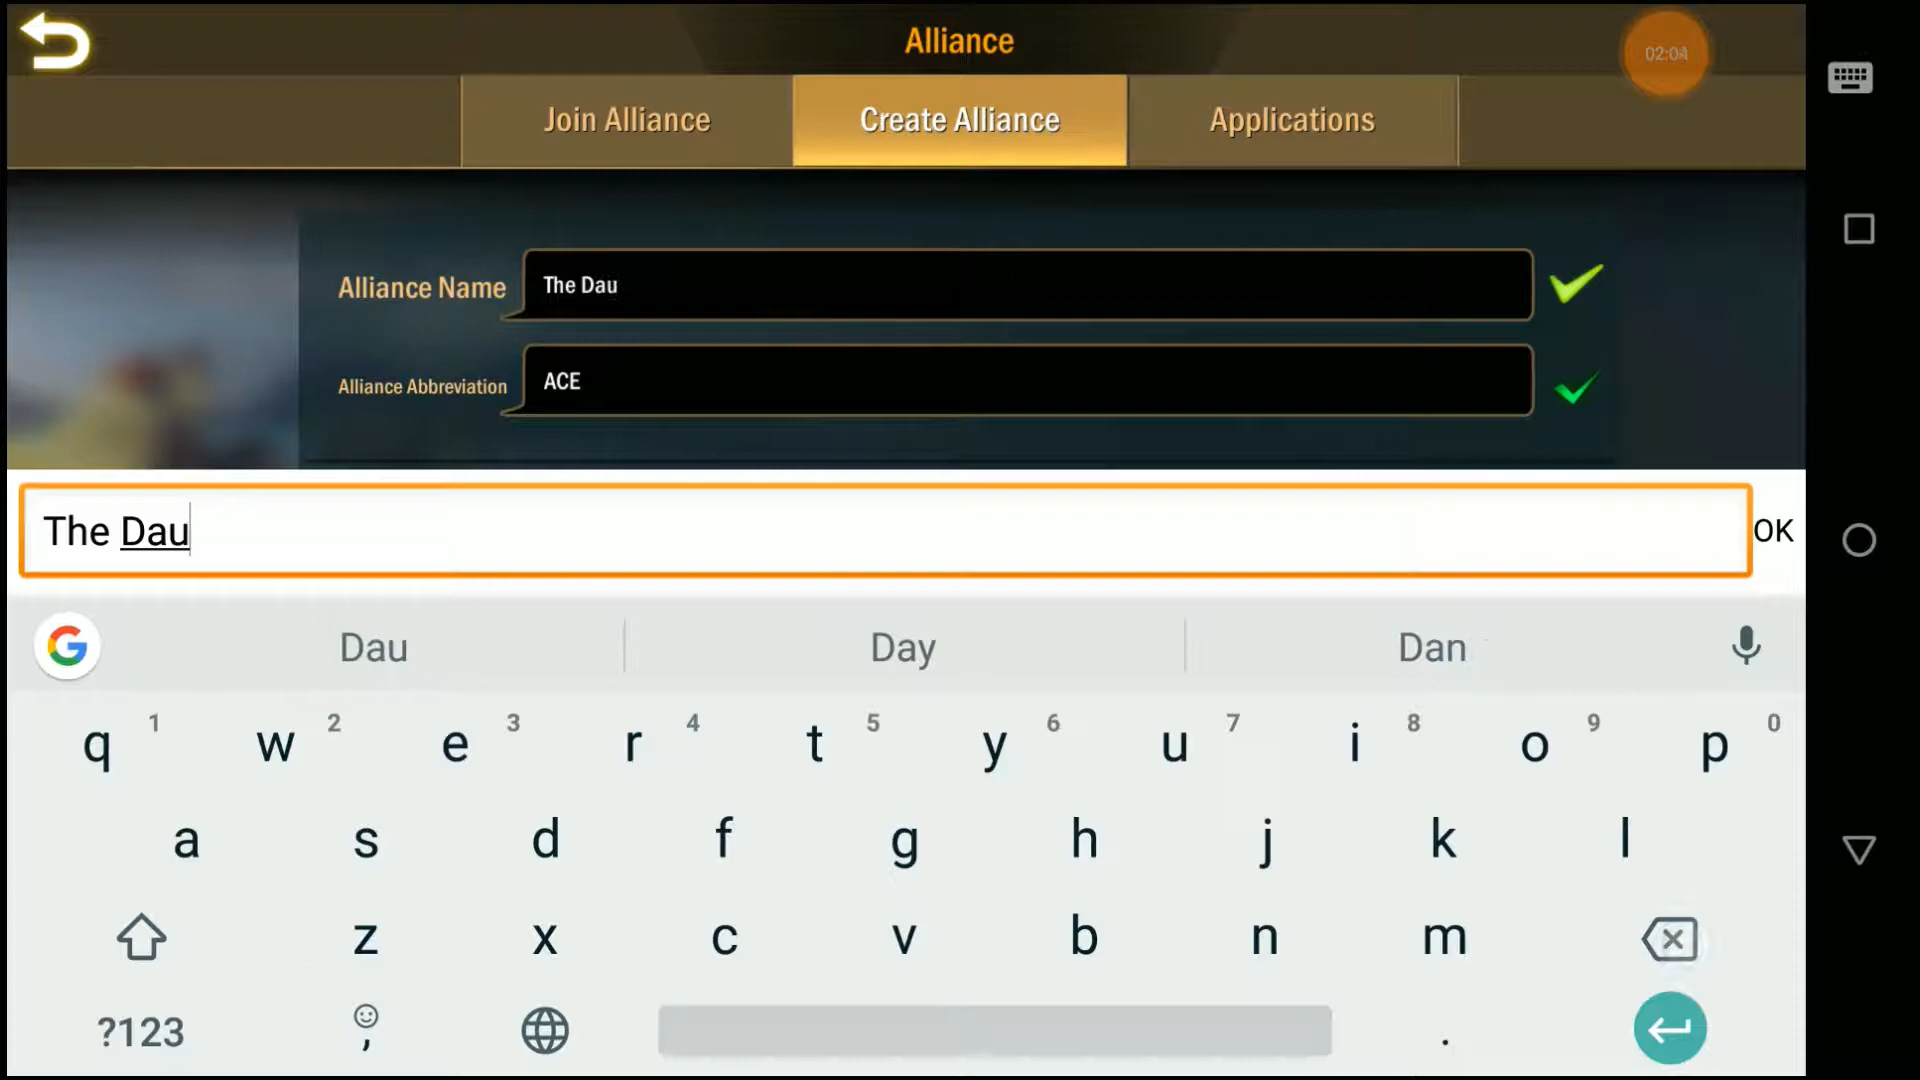 Alliance
02:04
Join Alliance
Create Alliance
Applications
Alliance Name
The Dau
Alliance Abbreviation
ACE
The Dau
OK
Dau
Day
Dan
q 1 w 2 e 3 r 4 t 5 y 6 u 7 i 8 o 9 p 0
a s d f g h j k l
z x c v b n m
?123 , .